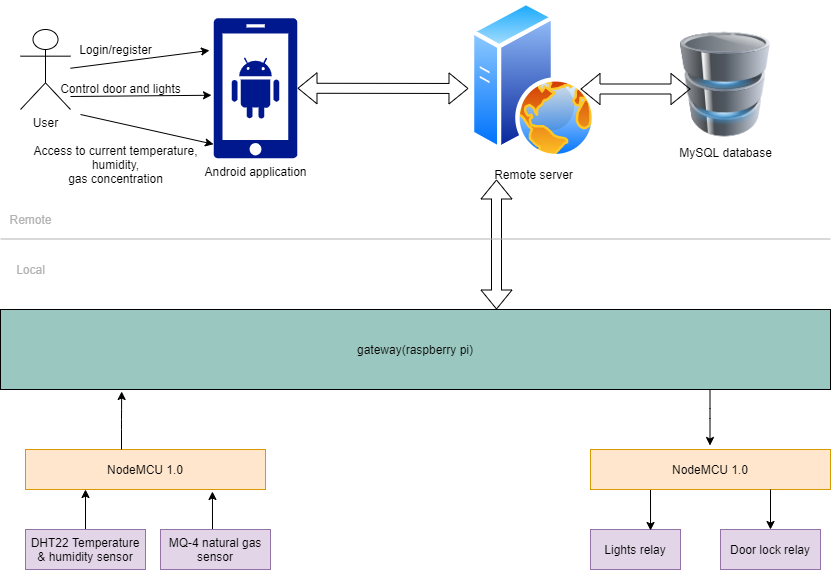 Login/register
Control door and lights
User
Access to current temperature,
humidity,
gas concentration
Android application
Remote server
MySQL database
Remote
Local
gateway(raspberry pi)
NodeMCU 1.0
NodeMCU 1.0
DHT22 Temperature
& humidity sensor
MQ-4 natural gas
sensor
Lights relay
Door lock relay